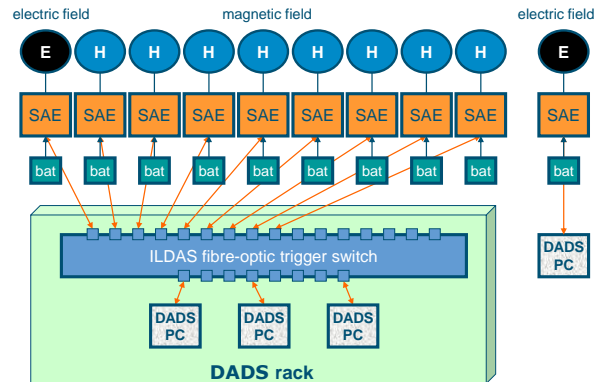 electric field magnetic field electric field
E H H H H H H H H E
SAE SAE SAE SAE SAE SAE SAE SAE SAE SAE
bat bat bat bat bat bat bat bat bat bat
ILDAS fibre-optic trigger switch
DADS
PC
DADS DADS DADS
PC PC PC
DADS rack